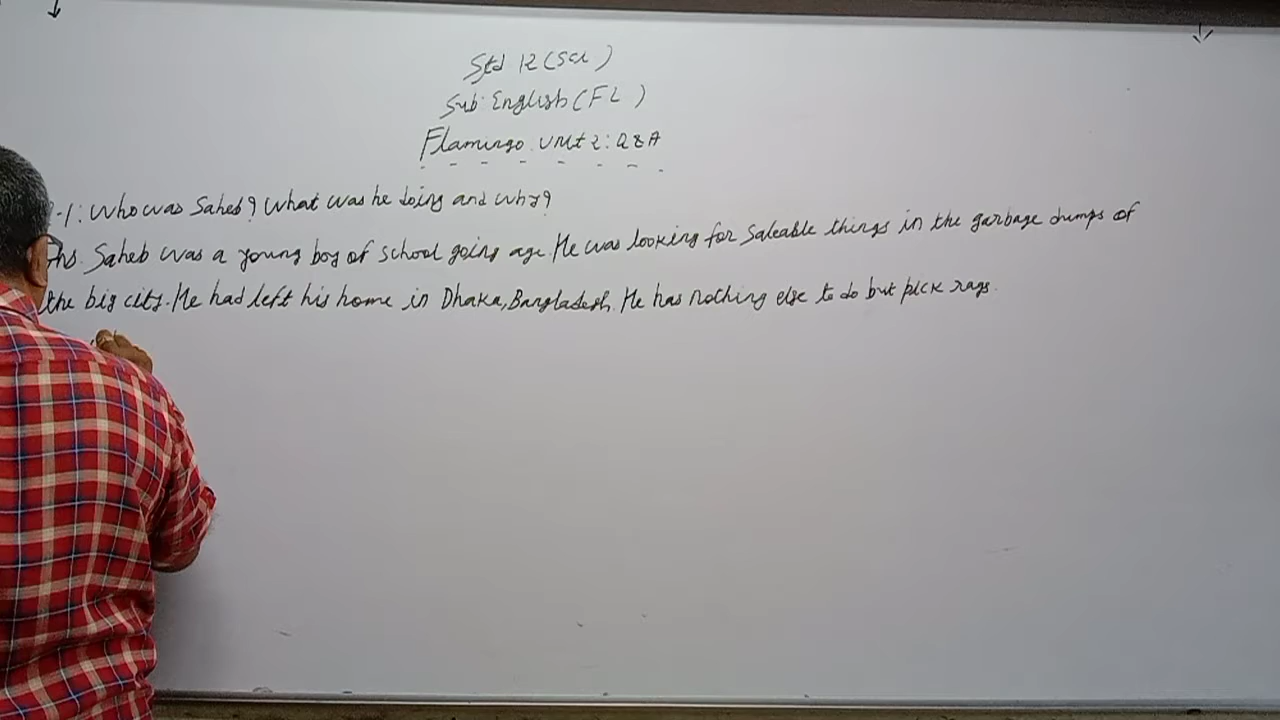 Std 12 (Sci)
Sub: English (FL)
Flamingo Unit 2: Q & A
-1: Who was Saheb? What was he doing and why?
Ans. Saheb was a young boy of school going age. He was looking for saleable things in the garbage dumps of
the big city. He had left his home in Dhaka, Bangladesh. He has nothing else to do but pick rags.